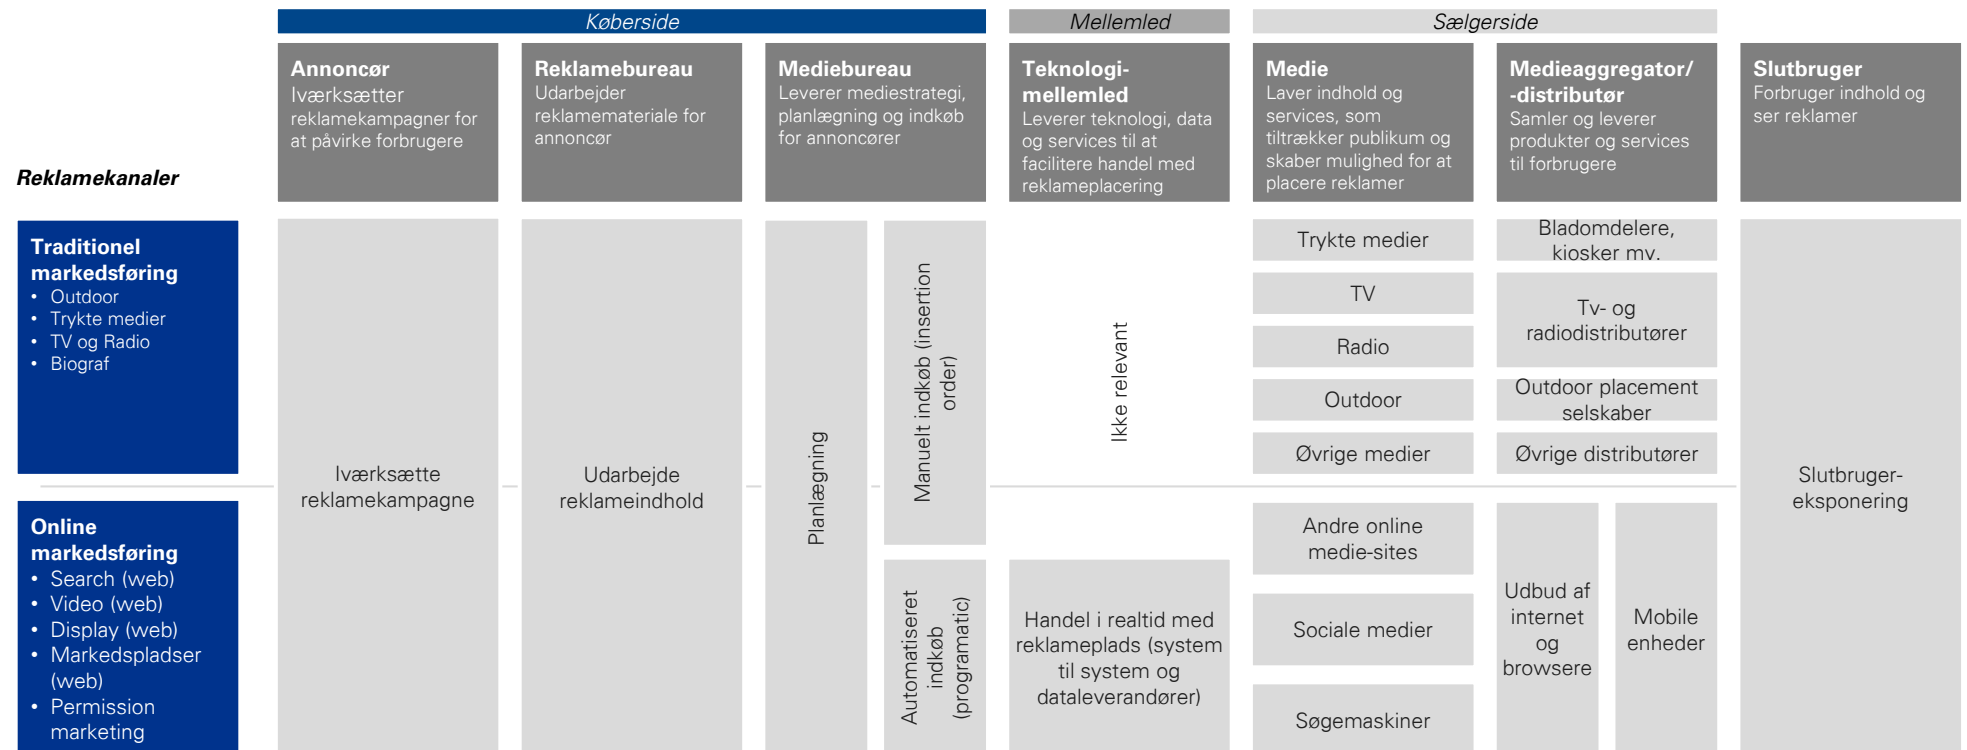 Køberside
Mellemled
Sælgerside
Annoncør
Iværksætter
reklamekampagner for
at påvirke forbrugere
Reklamebureau
Udarbejder
reklamemateriale for
annoncør
Mediebureau
Leverer mediestrategi,
planlægning og indkøb
for annoncører
Teknologi-
mellemled
Leverer teknologi, data
og services til at
facilitere handel med
reklameplacering
Medie
Laver indhold og
services, som
tiltrækker publikum og
skaber mulighed for at
placere reklamer
Medieaggregator/
-distributør
Samler og leverer
produkter og services
til forbrugere
Slutbruger
Forbruger indhold og
ser reklamer
Reklamekanaler
Traditionel
markedsføring
• Outdoor
• Trykte medier
• TV og Radio
• Biograf
Online
markedsføring
• Search (web)
• Video (web)
• Display (web)
• Markedspladser
(web)
• Permission
marketing
Iværksætte
reklamekampagne
Udarbejde
reklameindhold
Planlægning
Manuelt indkøb (insertion
order)
Automatiseret
indkøb
(programatic)
Ikke relevant
Handel i realtid med
reklameplads (system
til system og
dataleverandører)
Trykte medier
TV
Radio
Outdoor
Øvrige medier
Andre online
medie-sites
Sociale medier
Søgemaskiner
Bladomdelere,
kiosker mv.
Tv- og
radiodistributører
Outdoor placement
selskaber
Øvrige distributører
Udbud af
internet
og
browsere
Mobile
enheder
Slutbruger-
eksponering